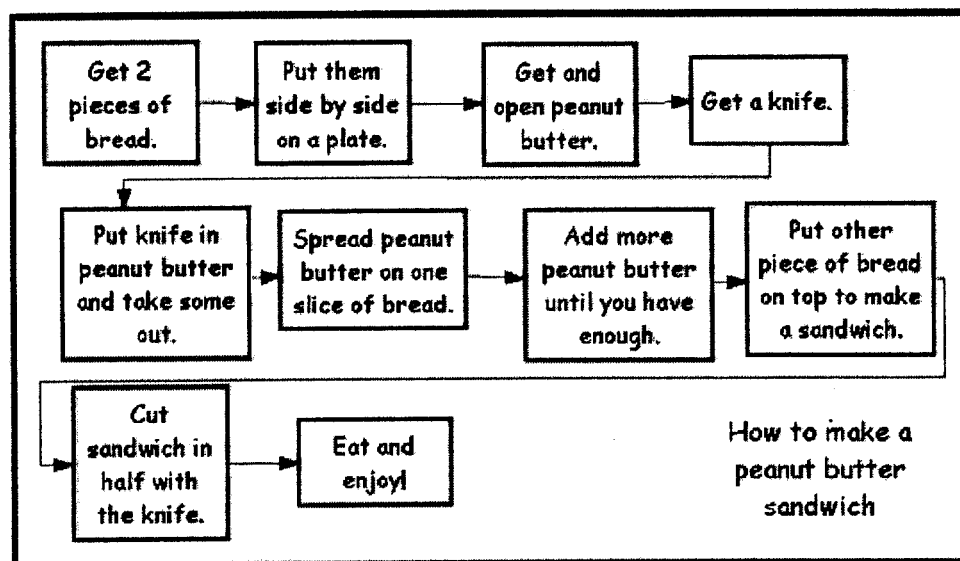 Get 2
pieces of
bread.
Put them
side by side
on a plate.
Get and
open peanut
butter.
Get a knife.
Put knife in
peanut butter
and take some
out.
Spread peanut
butter on one
slice of bread.
Add more
peanut butter
until you have
enough.
Put other
piece of bread
on top to make
a sandwich.
Cut
sandwich in
half with
the knife.
Eat and
enjoy!
How to make a
peanut butter
sandwich